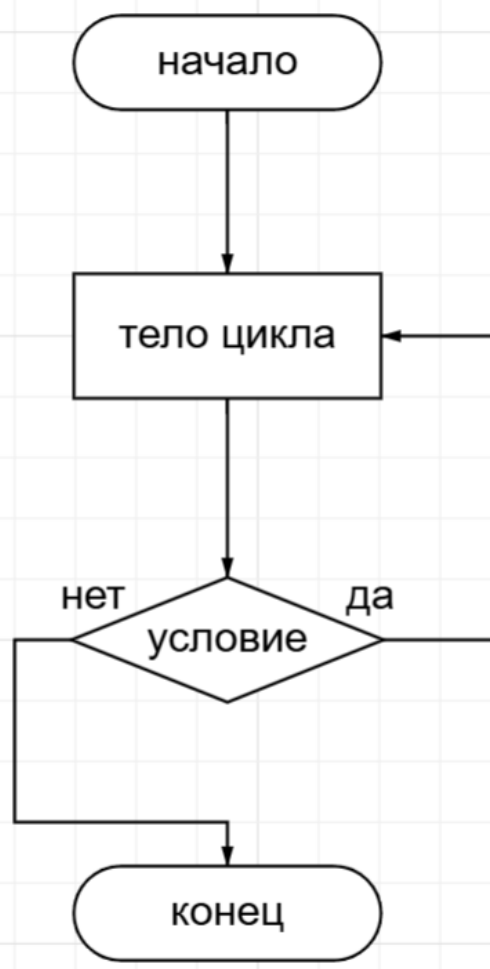 начало
тело цикла
нет
да
условие
конец